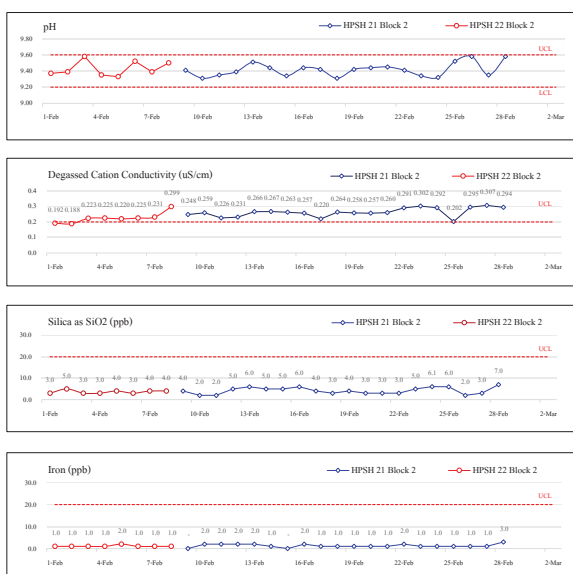 pH
HPSH 21 Block 2 HPSH 22 Block 2
9.80
9.60 UCL
9.40
9.20 LCL
9.00
1-Feb 4-Feb 7-Feb 10-Feb 13-Feb 16-Feb 19-Feb 22-Feb 25-Feb 28-Feb 2-Mar
Degassed Cation Conductivity (uS/cm)
HPSH 21 Block 2 HPSH 22 Block 2
0.4
0.3
0.2
0.1
0.0
0.192 0.188 0.223 0.225 0.220 0.225 0.231 0.299 0.248 0.259 0.226 0.231 0.266 0.267 0.263 0.257 0.220 0.264 0.258 0.257 0.260 0.291 0.302 0.292 0.202 0.295 0.307 0.294
UCL
1-Feb 4-Feb 7-Feb 10-Feb 13-Feb 16-Feb 19-Feb 22-Feb 25-Feb 28-Feb 2-Mar
Silica as SiO2 (ppb)
HPSH 21 Block 2 HPSH 22 Block 2
30.0
20.0
10.0
0.0
UCL
3.0 5.0 3.0 3.0 4.0 3.0 4.0 4.0 4.0 2.0 2.0 5.0 6.0 5.0 5.0 6.0 4.0 3.0 4.0 3.0 3.0 3.0 5.0 6.1 6.0 2.0 3.0 7.0
1-Feb 4-Feb 7-Feb 10-Feb 13-Feb 16-Feb 19-Feb 22-Feb 25-Feb 28-Feb 2-Mar
Iron (ppb)
HPSH 21 Block 2 HPSH 22 Block 2
30.0
20.0
10.0
0.0
UCL
1.0 1.0 1.0 1.0 2.0 1.0 1.0 1.0 - 2.0 2.0 2.0 2.0 1.0 - 2.0 1.0 1.0 1.0 1.0 1.0 2.0 1.0 1.0 1.0 1.0 1.0 3.0
1-Feb 4-Feb 7-Feb 10-Feb 13-Feb 16-Feb 19-Feb 22-Feb 25-Feb 28-Feb 2-Mar